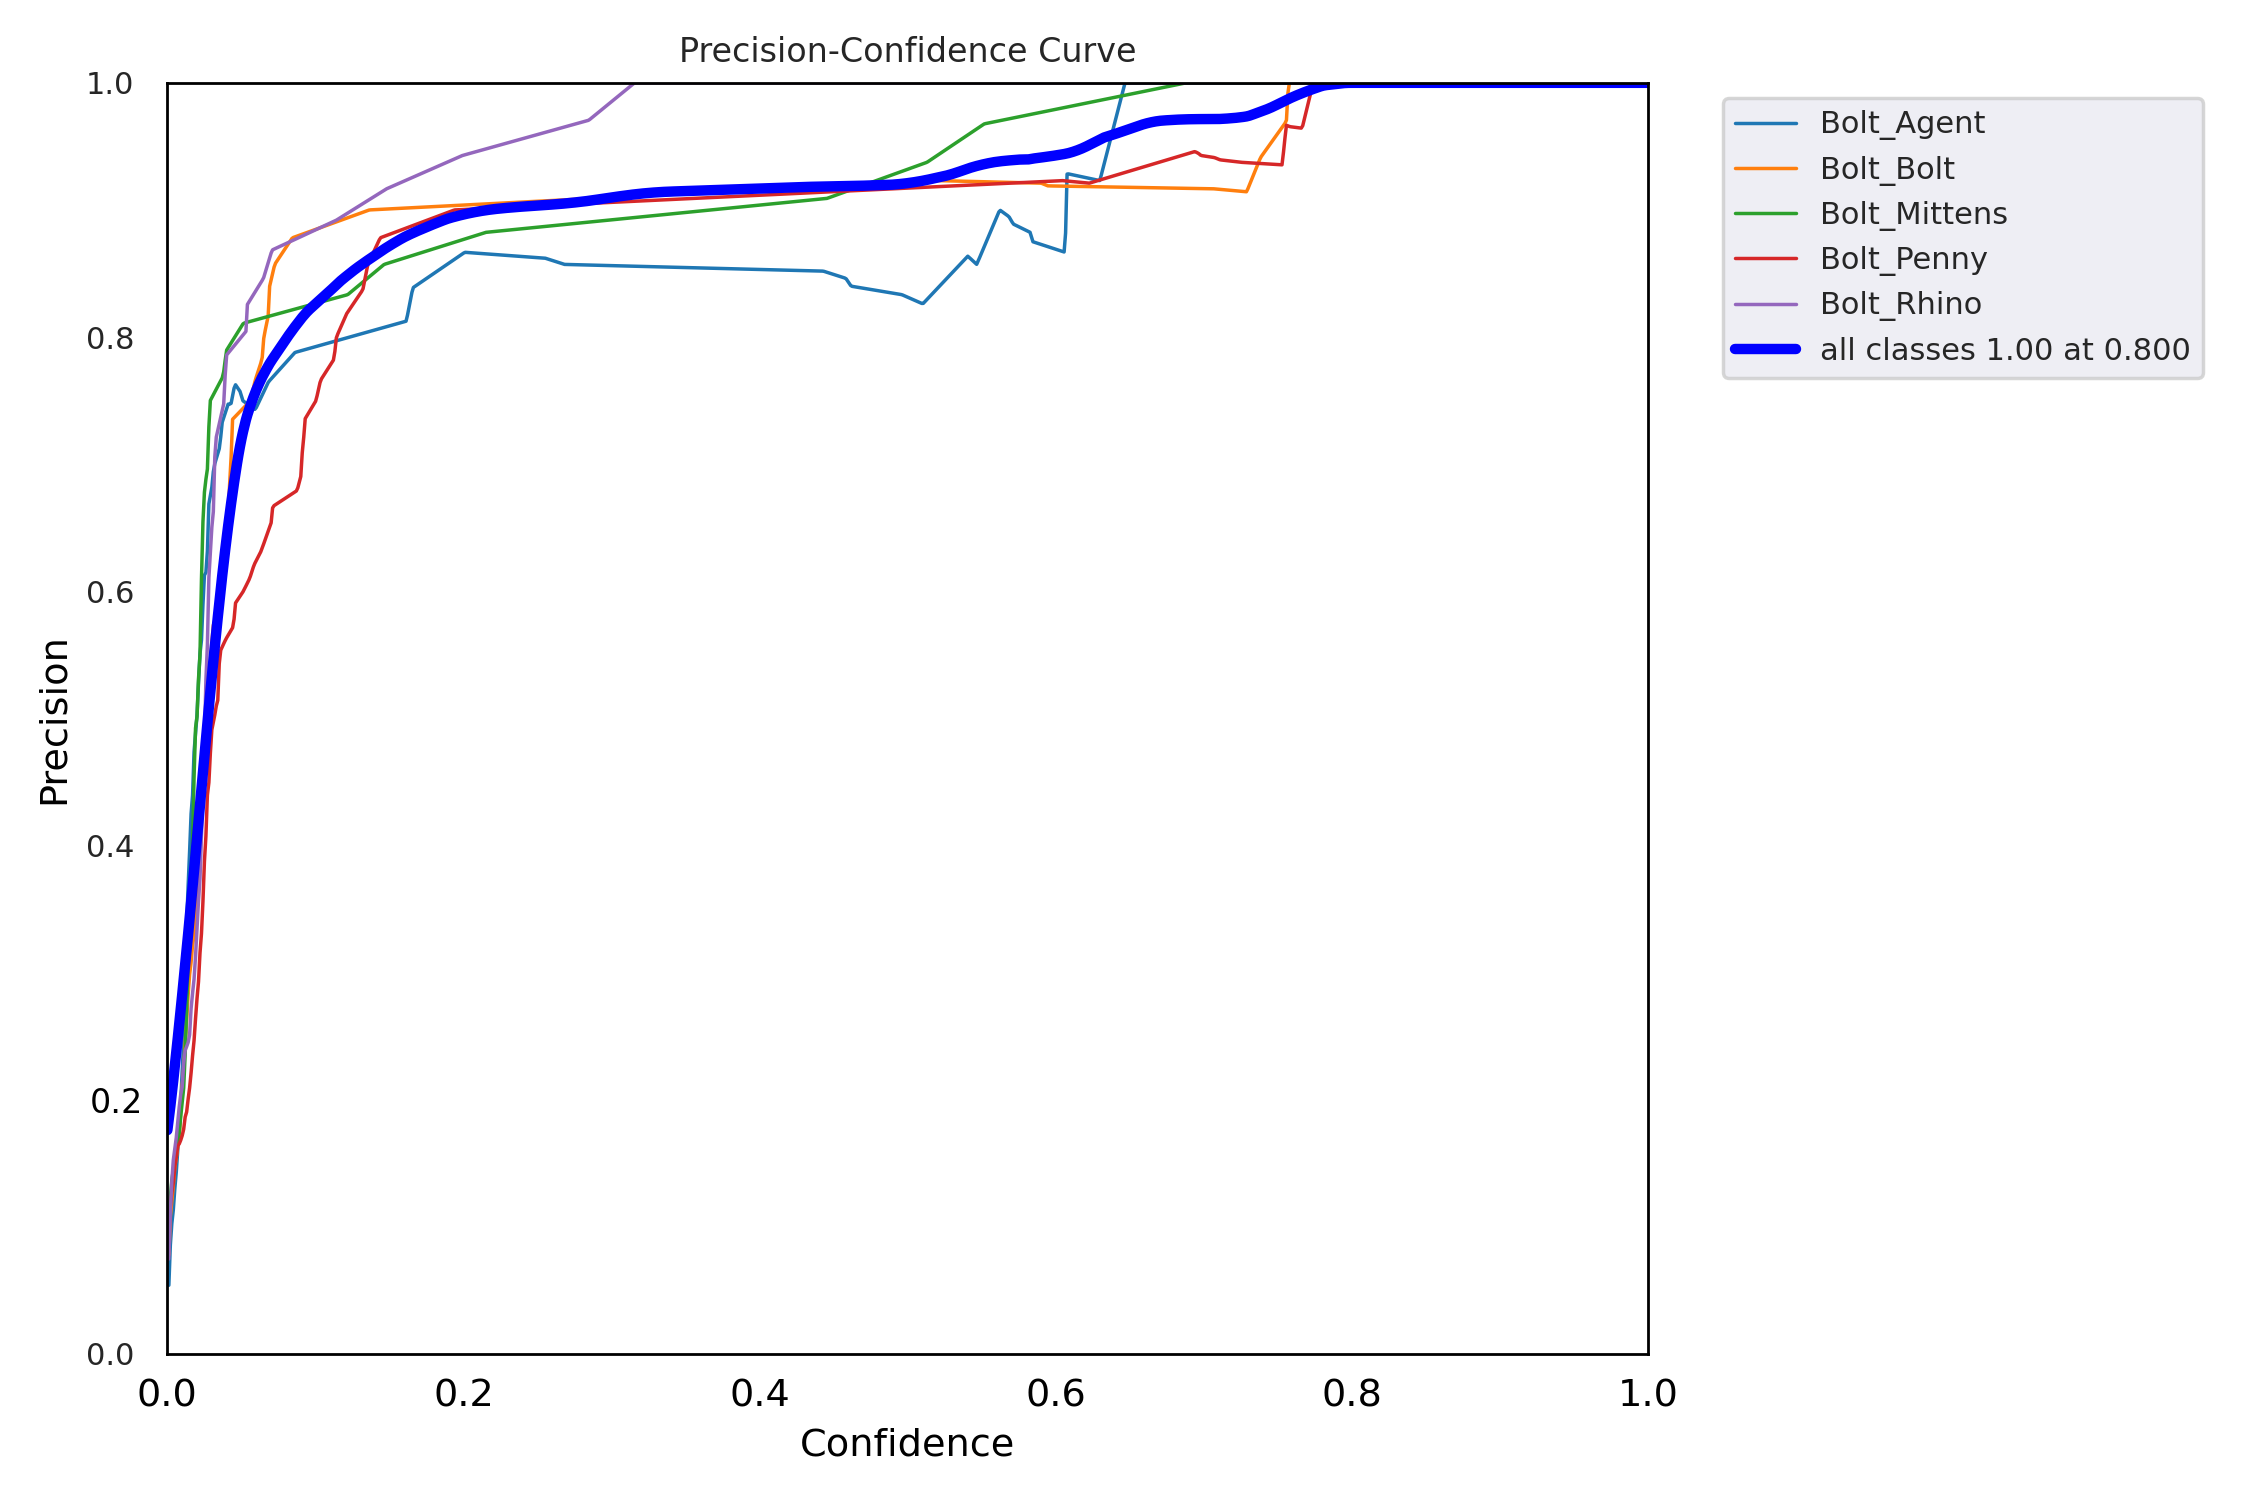 Precision-Confidence Curve
1.0
0.8
0.6
0.4
0.2
0.0
Precision
0.0 0.2 0.4 0.6 0.8 1.0
Confidence
Bolt_Agent
Bolt_Bolt
Bolt_Mittens
Bolt_Penny
Bolt_Rhino
all classes 1.00 at 0.800